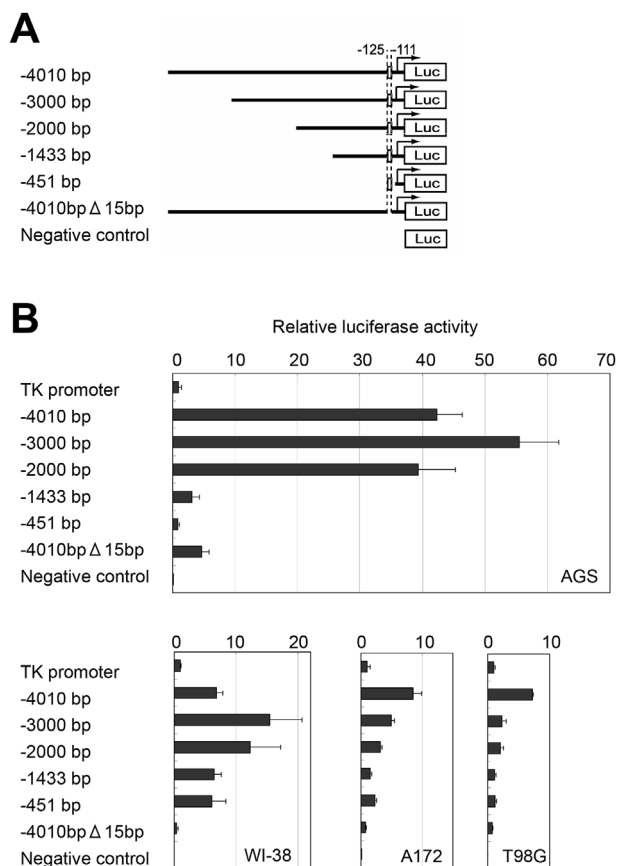 A
-125 -111
-4010 bp Luc
-3000 bp Luc
-2000 bp Luc
-1433 bp Luc
-451 bp Luc
-4010bp Δ 15bp Luc
Negative control Luc
B
Relative luciferase activity
0 10 20 30 40 50 60 70
TK promoter
-4010 bp
-3000 bp
-2000 bp
-1433 bp
-451 bp
-4010bp Δ 15bp
Negative control
AGS
0 10 20 0 10 0 10
TK promoter
-4010 bp
-3000 bp
-2000 bp
-1433 bp
-451 bp
-4010bp Δ 15bp
Negative control WI-38 A172 T98G